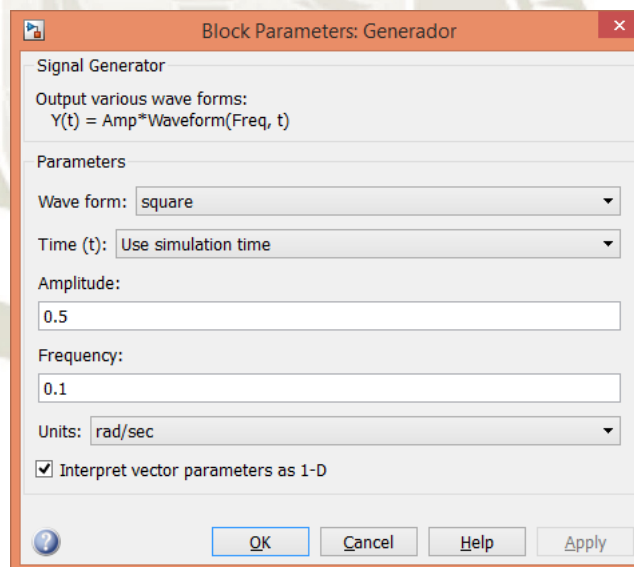 Block Parameters: Generador
Signal Generator
Output various wave forms:
Y(t) = Amp*Waveform(Freq, t)
Parameters
Wave form: square
Time (t): Use simulation time
Amplitude:
0.5
Frequency:
0.1
Units: rad/sec
Interpret vector parameters as 1-D
OK Cancel Help Apply